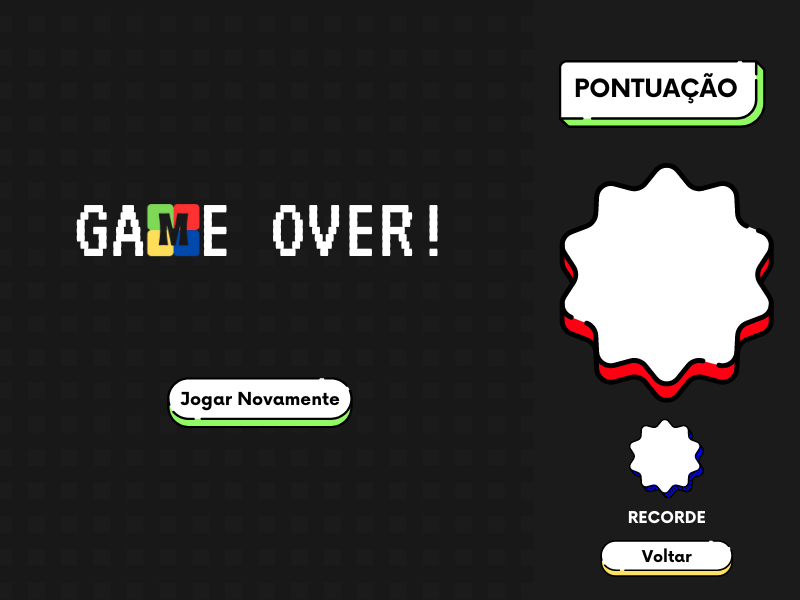 GAME OVER!
Jogar Novamente
PONTUAÇÃO
RECORDE
Voltar